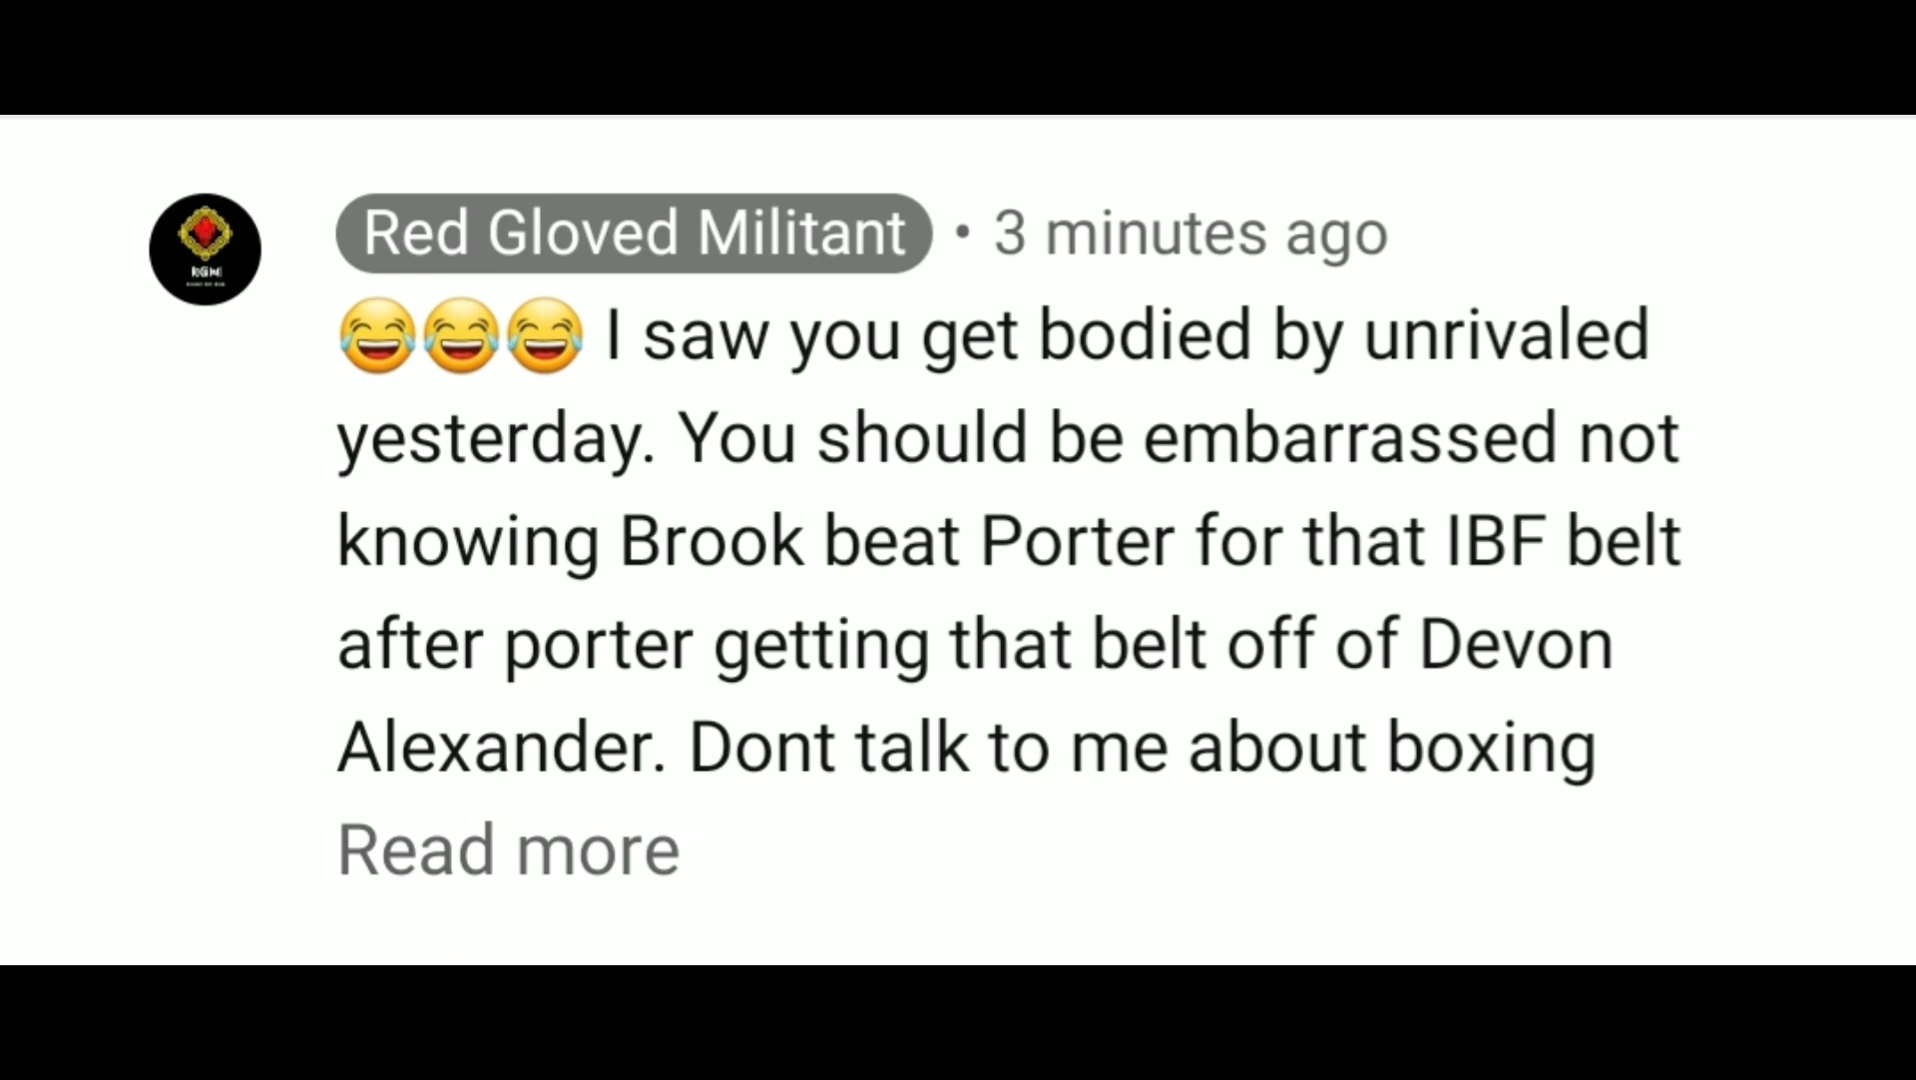 Red Gloved Militant • 3 minutes ago
😂😂😂 I saw you get bodied by unrivaled
yesterday. You should be embarrassed not
knowing Brook beat Porter for that IBF belt
after porter getting that belt off of Devon
Alexander. Dont talk to me about boxing
Read more